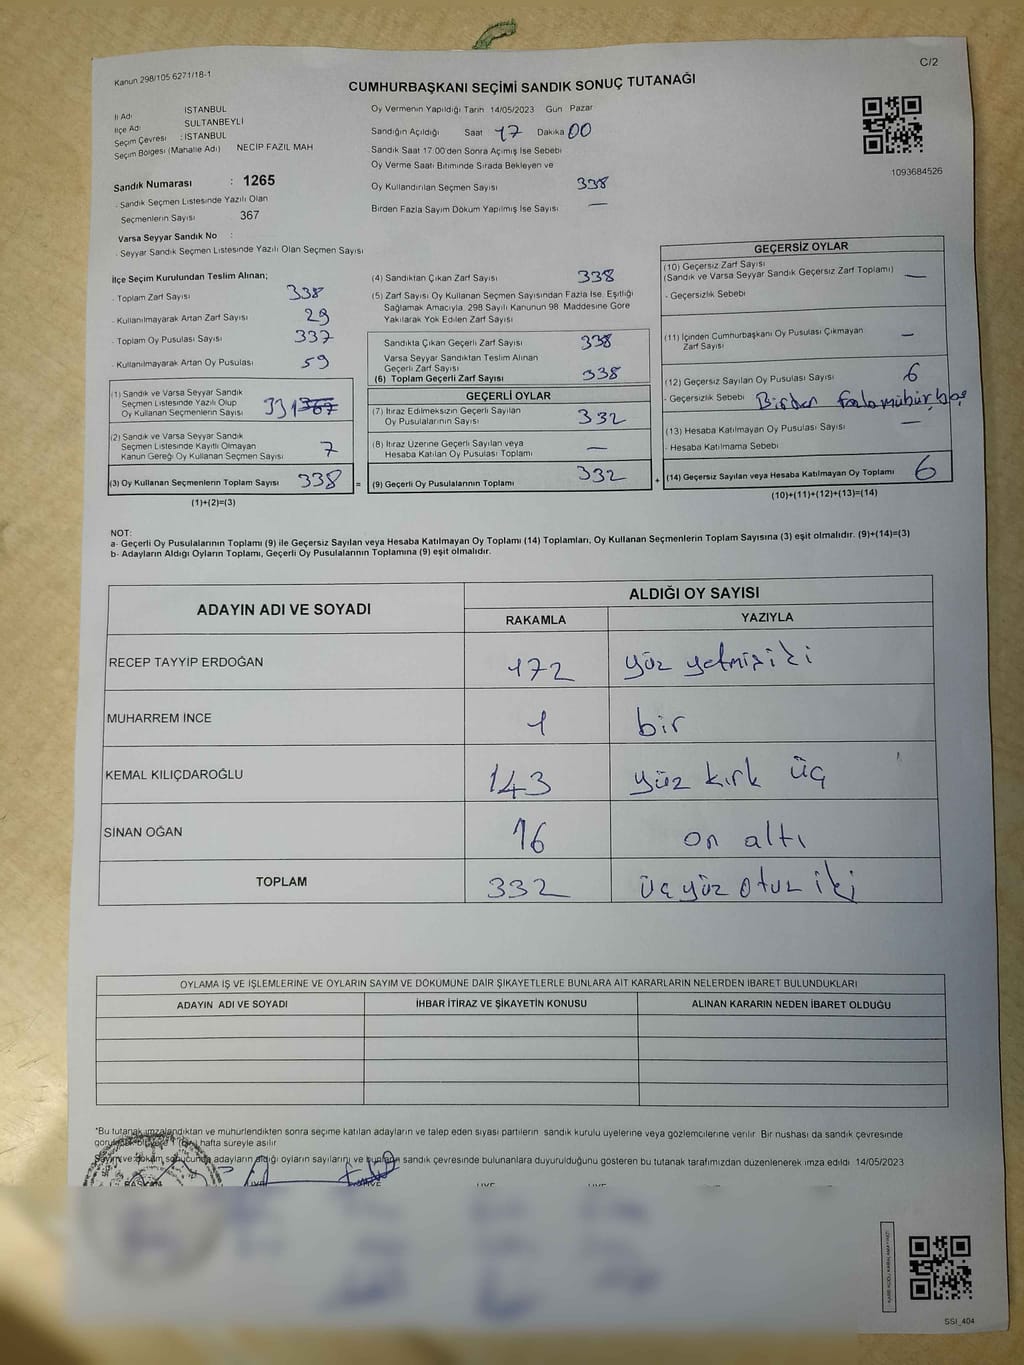 Kanun 298/105 6271/18-1
C/2
CUMHURBAŞKANI SEÇİMİ SANDIK SONUÇ TUTANAĞI
İl Adı
İSTANBUL
İlçe Adı
SULTANBEYLİ
Seçim Çevresi : İSTANBUL
Seçim Bölgesi (Mahalle Adı) NECİP FAZIL MAH
Sandık Numarası : 1265
- Sandık Seçmen Listesinde Yazılı Olan
Seçmenlerin Sayısı 367
Varsa Seyyar Sandık No :
- Seyyar Sandık Seçmen Listesinde Yazılı Olan Seçmen Sayısı
Oy Vermenin Yapıldığı Tarih 14/05/2023 Gün Pazar
Sandığın Açıldığı Saat 17 Dakika 00
Sandık Saat 17:00'den Sonra Açılmış İse Sebebi
Oy Verme Saati Bitiminde Sırada Bekleyen ve
Oy Kullandırılan Seçmen Sayısı 338
Birden Fazla Sayım Döküm Yapılmış İse Sayısı —
1093684526
İlçe Seçim Kurulundan Teslim Alınan;
- Toplam Zarf Sayısı 338
- Kullanılmayarak Artan Zarf Sayısı 29
- Toplam Oy Pusulası Sayısı 337
- Kullanılmayarak Artan Oy Pusulası 59
(1) Sandık ve Varsa Seyyar Sandık
Seçmen Listesinde Yazılı Olup
Oy Kullanan Seçmenlerin Sayısı 331 367
(2) Sandık ve Varsa Seyyar Sandık
Seçmen Listesinde Kayıtlı Olmayan
Kanun Gereği Oy Kullanan Seçmen Sayısı 7
(3) Oy Kullanan Seçmenlerin Toplam Sayısı 338 =
(1)+(2)=(3)
(4) Sandıktan Çıkan Zarf Sayısı 338
(5) Zarf Sayısı Oy Kullanan Seçmen Sayısından Fazla İse, Eşitliği
Sağlamak Amacıyla, 298 Sayılı Kanunun 98. Maddesine Göre
Yakılarak Yok Edilen Zarf Sayısı
Sandıkta Çıkan Geçerli Zarf Sayısı 338
Varsa Seyyar Sandıktan Teslim Alınan
Geçerli Zarf Sayısı
(6) Toplam Geçerli Zarf Sayısı 338
GEÇERLİ OYLAR
(7) İtiraz Edilmeksizin Geçerli Sayılan
Oy Pusulalarının Sayısı 332
(8) İtiraz Üzerine Geçerli Sayılan veya
Hesaba Katılan Oy Pusulası Toplamı —
(9) Geçerli Oy Pusulalarının Toplamı 332 +
GEÇERSİZ OYLAR
(10) Geçersiz Zarf Sayısı
(Sandık ve Varsa Seyyar Sandık Geçersiz Zarf Toplamı) —
- Geçersizlik Sebebi
(11) İçinden Cumhurbaşkanı Oy Pusulası Çıkmayan
Zarf Sayısı —
(12) Geçersiz Sayılan Oy Pusulası Sayısı 6
- Geçersizlik Sebebi Birden fazla mühür
(13) Hesaba Katılmayan Oy Pusulası Sayısı —
- Hesaba Katılmama Sebebi
(14) Geçersiz Sayılan veya Hesaba Katılmayan Oy Toplamı 6
(10)+(11)+(12)+(13)=(14)
NOT:
a- Geçerli Oy Pusulalarının Toplamı (9) ile Geçersiz Sayılan veya Hesaba Katılmayan Oy Toplamı (14) Toplamları, Oy Kullanan Seçmenlerin Toplam Sayısına (3) eşit olmalıdır. (9)+(14)=(3)
b- Adayların Aldığı Oyların Toplamı, Geçerli Oy Pusulalarının Toplamına (9) eşit olmalıdır.
ADAYIN ADI VE SOYADI
ALDIĞI OY SAYISI
RAKAMLA YAZIYLA
RECEP TAYYİP ERDOĞAN 172 yüz yetmişiki
MUHARREM İNCE 1 bir
KEMAL KILIÇDAROĞLU 143 yüz kırk üç
SİNAN OĞAN 16 on altı
TOPLAM 332 üçyüz otuz iki
OYLAMA İŞ VE İŞLEMLERİNE VE OYLARIN SAYIM VE DÖKÜMÜNE DAİR ŞİKAYETLERLE BUNLARA AİT KARARLARIN NELERDEN İBARET BULUNDUKLARI
ADAYIN ADI VE SOYADI İHBAR İTİRAZ VE ŞİKAYETİN KONUSU ALINAN KARARIN NEDEN İBARET OLDUĞU
*Bu tutanak imzalandıktan ve mühürlendikten sonra seçime katılan adayların ve talep eden siyasi partilerin sandık kurulu üyelerine veya gözlemcilerine verilir. Bir nüshası da sandık çevresinde
görülecek bir yere 1 (bir) hafta süreyle asılır
Sayım ve döküm sonucunda adayların aldığı oyların sayılarını ve bunların sandık çevresinde bulunanlara duyurulduğunu gösteren bu tutanak tarafımızdan düzenlenerek imza edildi 14/05/2023
BAŞKAN ÜYE ÜYE ÜYE ÜYE
SSI_404